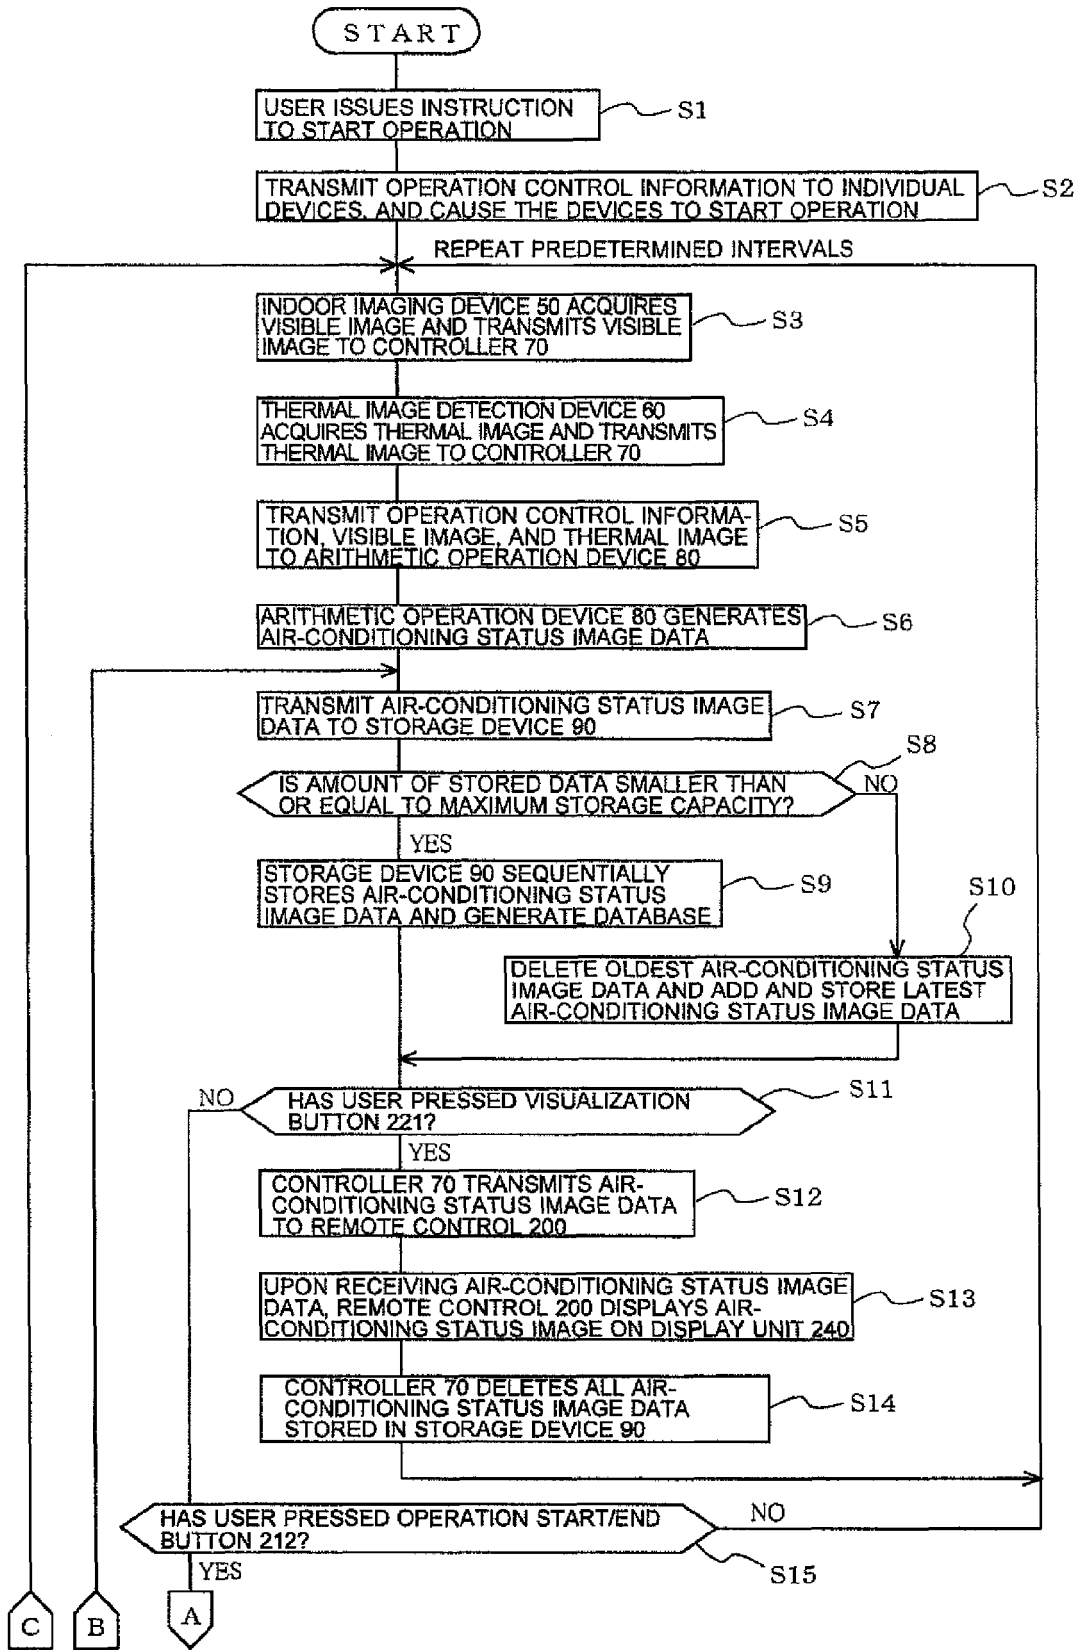 START
USER ISSUES INSTRUCTION
TO START OPERATION
S1
TRANSMIT OPERATION CONTROL INFORMATION TO INDIVIDUAL
DEVICES, AND CAUSE THE DEVICES TO START OPERATION
S2
REPEAT PREDETERMINED INTERVALS
INDOOR IMAGING DEVICE 50 ACQUIRES
VISIBLE IMAGE AND TRANSMITS VISIBLE
IMAGE TO CONTROLLER 70
S3
THERMAL IMAGE DETECTION DEVICE 60
ACQUIRES THERMAL IMAGE AND TRANSMITS
THERMAL IMAGE TO CONTROLLER 70
S4
TRANSMIT OPERATION CONTROL INFORMA-
TION, VISIBLE IMAGE, AND THERMAL IMAGE
TO ARITHMETIC OPERATION DEVICE 80
S5
ARITHMETIC OPERATION DEVICE 80 GENERATES
AIR-CONDITIONING STATUS IMAGE DATA
S6
TRANSMIT AIR-CONDITIONING STATUS IMAGE
DATA TO STORAGE DEVICE 90
S7
S8
IS AMOUNT OF STORED DATA SMALLER THAN
OR EQUAL TO MAXIMUM STORAGE CAPACITY?
NO
YES
STORAGE DEVICE 90 SEQUENTIALLY
STORES AIR-CONDITIONING STATUS
IMAGE DATA AND GENERATE DATABASE
S9
S10
DELETE OLDEST AIR-CONDITIONING STATUS
IMAGE DATA AND ADD AND STORE LATEST
AIR-CONDITIONING STATUS IMAGE DATA
NO
HAS USER PRESSED VISUALIZATION
BUTTON 221?
S11
YES
CONTROLLER 70 TRANSMITS AIR-
CONDITIONING STATUS IMAGE DATA
TO REMOTE CONTROL 200
S12
UPON RECEIVING AIR-CONDITIONING STATUS IMAGE
DATA, REMOTE CONTROL 200 DISPLAYS AIR-
CONDITIONING STATUS IMAGE ON DISPLAY UNIT 240
S13
CONTROLLER 70 DELETES ALL AIR-
CONDITIONING STATUS IMAGE DATA
STORED IN STORAGE DEVICE 90
S14
HAS USER PRESSED OPERATION START/END
BUTTON 212?
NO
YES
S15
C
B
A